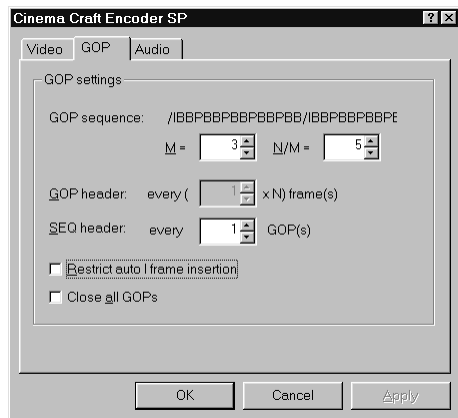 Cinema Craft Encoder SP
Video GOP Audio
GOP settings
GOP sequence: /IBBPBBPBBPBBPBB/IBBPBBPBBPE
M = 3 N/M = 5
GOP header: every ( 1 x N) frame(s)
SEQ header: every 1 GOP(s)
Restrict auto I frame insertion
Close all GOPs
OK Cancel Apply